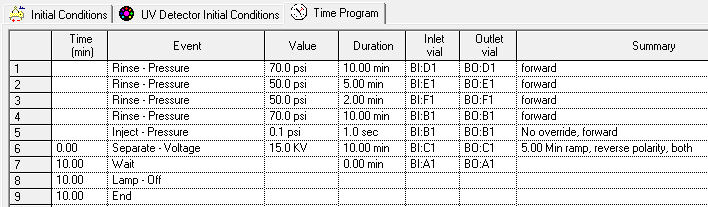 Initial Conditions UV Detector Initial Conditions Time Program
Time (min) Event Value Duration Inlet vial Outlet vial Summary
1 Rinse - Pressure 70.0 psi 10.00 min BI:D1 BO:D1 forward
2 Rinse - Pressure 50.0 psi 5.00 min BI:E1 BO:E1 forward
3 Rinse - Pressure 50.0 psi 2.00 min BI:F1 BO:F1 forward
4 Rinse - Pressure 70.0 psi 10.00 min BI:B1 BO:B1 forward
5 Inject - Pressure 0.1 psi 1.0 sec BI:B1 BO:B1 No override, forward
6 0.00 Separate - Voltage 15.0 KV 10.00 min BI:C1 BO:C1 5.00 Min ramp, reverse polarity, both
7 10.00 Wait 0.00 min BI:A1 BO:A1
8 10.00 Lamp - Off
9 10.00 End